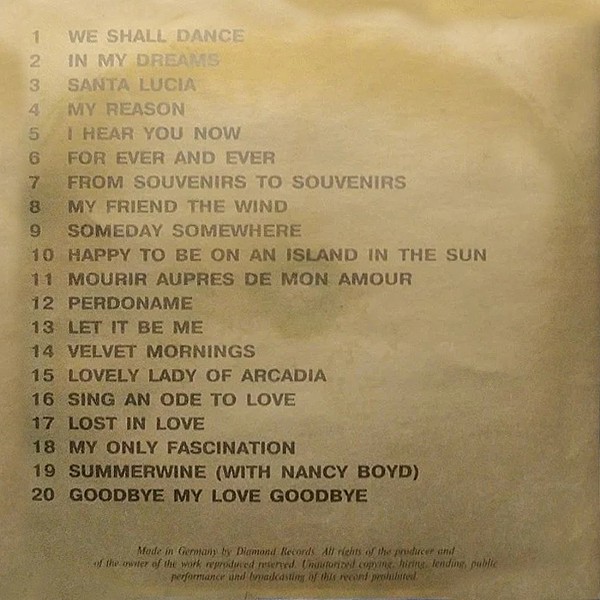 1 WE SHALL DANCE
2 IN MY DREAMS
3 SANTA LUCIA
4 MY REASON
5 I HEAR YOU NOW
6 FOR EVER AND EVER
7 FROM SOUVENIRS TO SOUVENIRS
8 MY FRIEND THE WIND
9 SOMEDAY SOMEWHERE
10 HAPPY TO BE ON AN ISLAND IN THE SUN
11 MOURIR AUPRES DE MON AMOUR
12 PERDONAME
13 LET IT BE ME
14 VELVET MORNINGS
15 LOVELY LADY OF ARCADIA
16 SING AN ODE TO LOVE
17 LOST IN LOVE
18 MY ONLY FASCINATION
19 SUMMERWINE (WITH NANCY BOYD)
20 GOODBYE MY LOVE GOODBYE
Made in Germany by Diamond Records. All rights of the producer and
of the owner of the work reproduced reserved. Unautorized copying, hiring, lending, public
performance and broadcasting of this record prohibited.